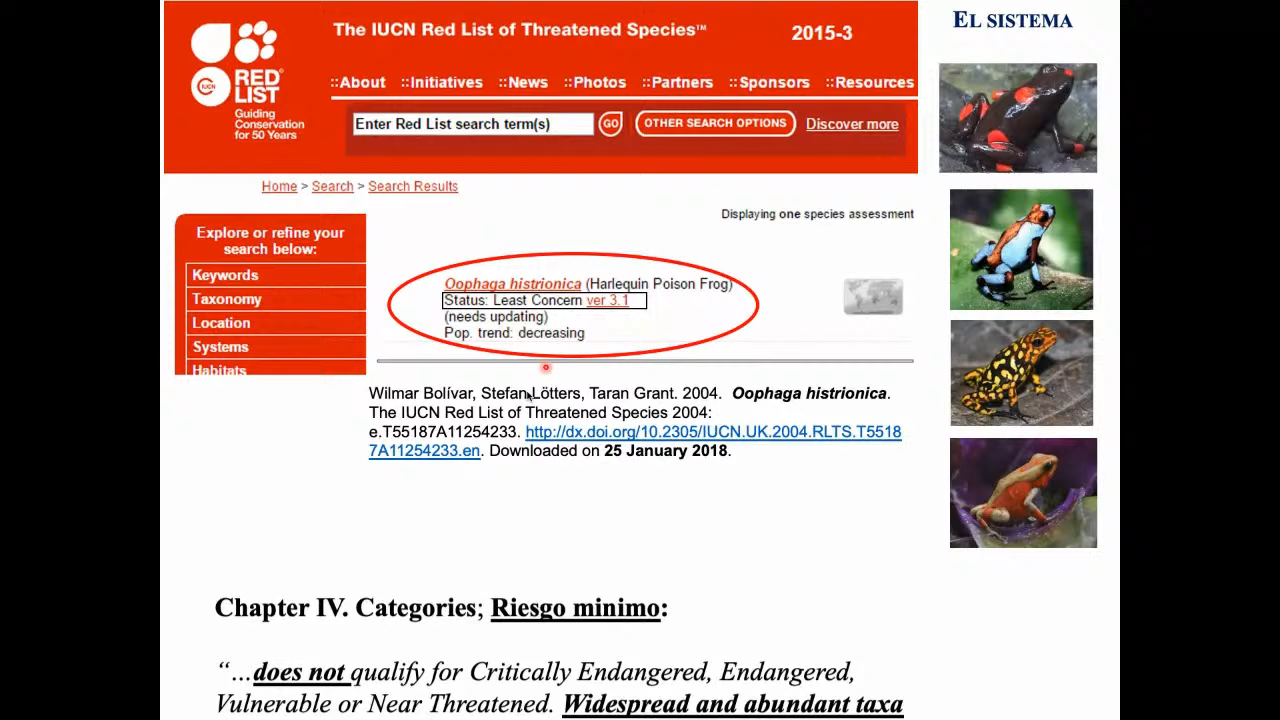 The IUCN Red List of Threatened Species™
2015-3
EL SISTEMA
IUCN
RED
LIST
Guiding
Conservation
for 50 Years
::About ::Initiatives ::News ::Photos ::Partners ::Sponsors ::Resources
Enter Red List search term(s) GO OTHER SEARCH OPTIONS Discover more
Home > Search > Search Results
Displaying one species assessment
Explore or refine your
search below:
Keywords
Taxonomy
Location
Systems
Habitats
Oophaga histrionica (Harlequin Poison Frog)
Status: Least Concern ver 3.1
(needs updating)
Pop. trend: decreasing
Wilmar Bolívar, Stefan Lötters, Taran Grant. 2004. Oophaga histrionica.
The IUCN Red List of Threatened Species 2004:
e.T55187A11254233. http://dx.doi.org/10.2305/IUCN.UK.2004.RLTS.T5518
7A11254233.en. Downloaded on 25 January 2018.
Chapter IV. Categories; Riesgo minimo:
“…does not qualify for Critically Endangered, Endangered,
Vulnerable or Near Threatened. Widespread and abundant taxa